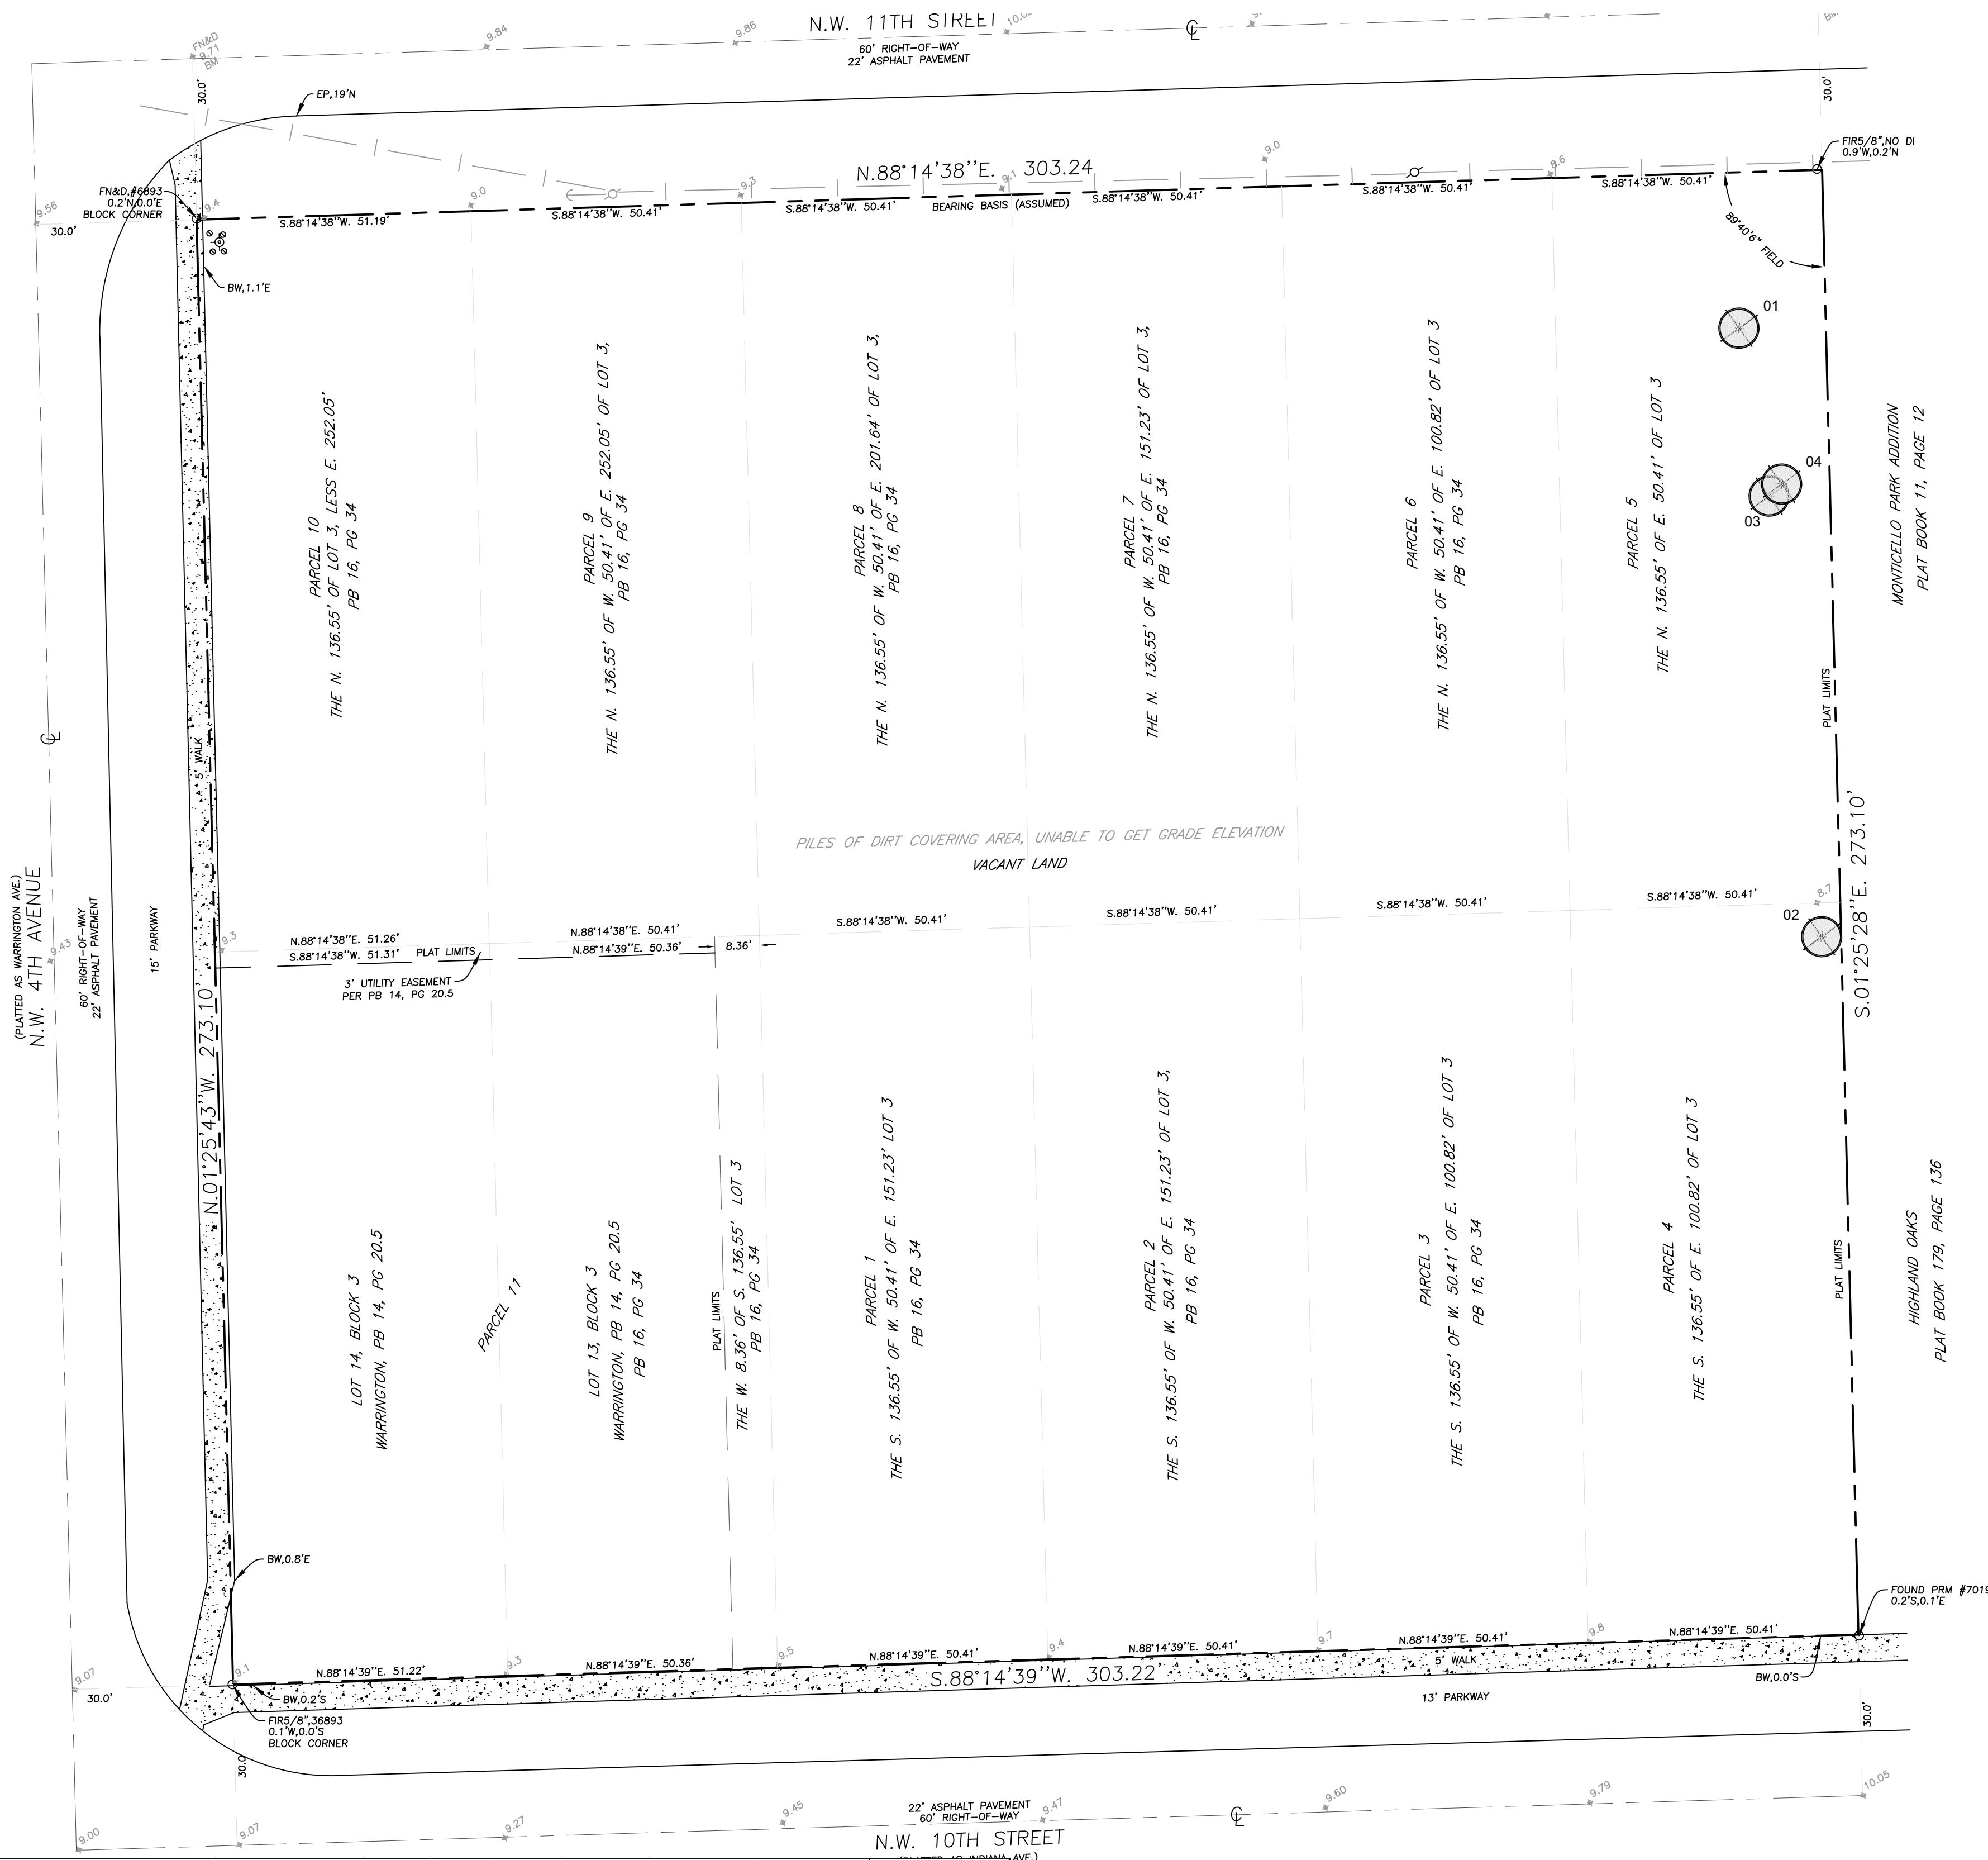 N.W. 11TH STREET
60' RIGHT-OF-WAY
22' ASPHALT PAVEMENT
℄
FN&D
9.71
BM
9.84
9.86
BM
30.0'
30.0'
EP,19'N
FIR5/8",NO DI
0.9'W,0.2'N
FN&D,#6893
0.2'N,0.0'E
BLOCK CORNER
9.56
30.0'
9.4
9.0
9.3
9.1
9.0
8.6
N.88°14'38"E. 303.24
S.88°14'38"W. 51.19'
S.88°14'38"W. 50.41'
S.88°14'38"W. 50.41'
BEARING BASIS (ASSUMED)
S.88°14'38"W. 50.41'
S.88°14'38"W. 50.41'
S.88°14'38"W. 50.41'
89°40'6" FIELD
BW,1.1'E
01
04
03
02
PARCEL 10
THE N. 136.55' OF LOT 3, LESS E. 252.05'
PB 16, PG 34
PARCEL 9
THE N. 136.55' OF W. 50.41' OF E. 252.05' OF LOT 3,
PB 16, PG 34
PARCEL 8
THE N. 136.55' OF W. 50.41' OF E. 201.64' OF LOT 3,
PB 16, PG 34
PARCEL 7
THE N. 136.55' OF W. 50.41' OF E. 151.23' OF LOT 3,
PB 16, PG 34
PARCEL 6
THE N. 136.55' OF W. 50.41' OF E. 100.82' OF LOT 3
PB 16, PG 34
PARCEL 5
THE N. 136.55' OF E. 50.41' OF LOT 3
MONTICELLO PARK ADDITION
PLAT BOOK 11, PAGE 12
PLAT LIMITS
5' WALK
℄
PILES OF DIRT COVERING AREA, UNABLE TO GET GRADE ELEVATION
VACANT LAND
S.01°25'28"E. 273.10'
(PLATTED AS WARRINGTON AVE.)
N.W. 4TH AVENUE
9.43
60' RIGHT-OF-WAY
22' ASPHALT PAVEMENT
15' PARKWAY
9.3
8.7
N.88°14'38"E. 51.26'
S.88°14'38"W. 51.31'
PLAT LIMITS
N.88°14'38"E. 50.41'
N.88°14'39"E. 50.36'
8.36'
S.88°14'38"W. 50.41'
S.88°14'38"W. 50.41'
S.88°14'38"W. 50.41'
S.88°14'38"W. 50.41'
3' UTILITY EASEMENT
PER PB 14, PG 20.5
N.01°25'43"W. 273.10'
LOT 14, BLOCK 3
WARRINGTON, PB 14, PG 20.5
PARCEL 11
LOT 13, BLOCK 3
WARRINGTON, PB 14, PG 20.5
PB 16, PG 34
PLAT LIMITS
THE W. 8.36' OF S. 136.55' LOT 3
PB 16, PG 34
PARCEL 1
THE S. 136.55' OF W. 50.41' OF E. 151.23' LOT 3
PB 16, PG 34
PARCEL 2
THE S. 136.55' OF W. 50.41' OF E. 151.23' OF LOT 3,
PB 16, PG 34
PARCEL 3
THE S. 136.55' OF W. 50.41' OF E. 100.82' OF LOT 3
PB 16, PG 34
PARCEL 4
THE S. 136.55' OF E. 100.82' OF LOT 3
PLAT LIMITS
HIGHLAND OAKS
PLAT BOOK 179, PAGE 136
BW,0.8'E
FOUND PRM #7019
0.2'S,0.1'E
9.07
30.0'
9.1
9.3
9.5
9.4
9.7
9.8
N.88°14'39"E. 51.22'
N.88°14'39"E. 50.36'
N.88°14'39"E. 50.41'
N.88°14'39"E. 50.41'
N.88°14'39"E. 50.41'
N.88°14'39"E. 50.41'
S.88°14'39"W. 303.22'
5' WALK
BW,0.2'S
BW,0.0'S
13' PARKWAY
FIR5/8",36893
0.1'W,0.0'S
BLOCK CORNER
30.0'
30.0'
9.00
9.07
9.27
9.45
9.47
9.60
9.79
10.05
22' ASPHALT PAVEMENT
60' RIGHT-OF-WAY
℄
N.W. 10TH STREET
(PLATTED AS INDIANA AVE.)